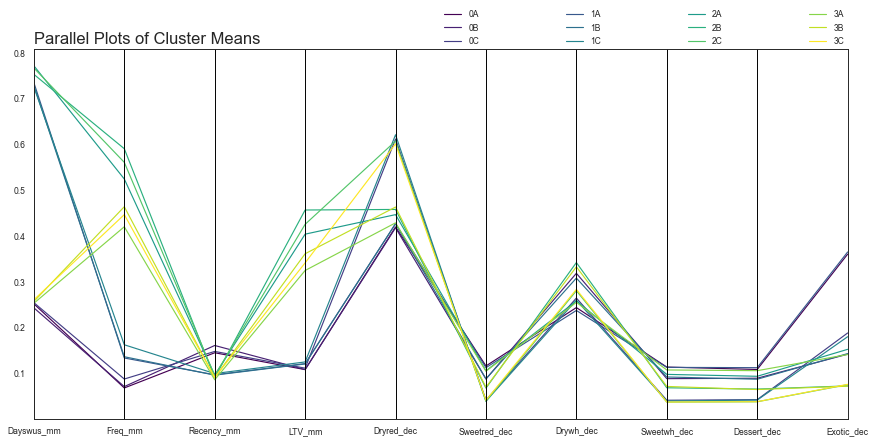 0A 1A 2A 3A
0B 1B 2B 3B
Parallel Plots of Cluster Means 0C 1C 2C 3C
0.8
0.7
0.6
0.5
0.4
0.3
0.2
0.1
Dayswus_mm Freq_mm Recency_mm LTV_mm Dryred_dec Sweetred_dec Drywh_dec Sweetwh_dec Dessert_dec Exotic_dec